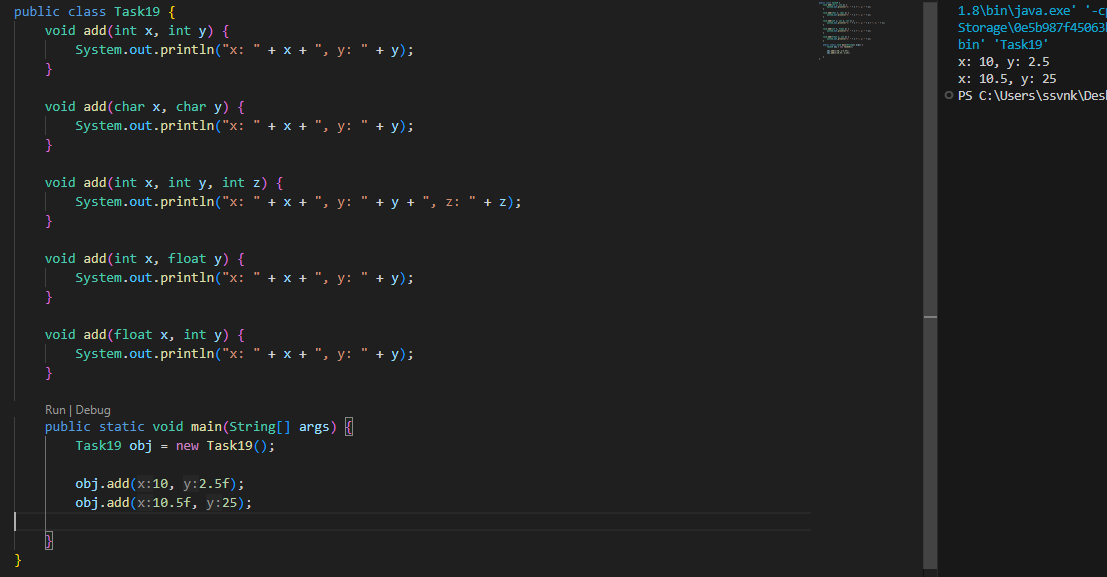 public class Task19 {
void add(int x, int y) {
System.out.println("x: " + x + ", y: " + y);
}
void add(char x, char y) {
System.out.println("x: " + x + ", y: " + y);
}
void add(int x, int y, int z) {
System.out.println("x: " + x + ", y: " + y + ", z: " + z);
}
void add(int x, float y) {
System.out.println("x: " + x + ", y: " + y);
}
void add(float x, int y) {
System.out.println("x: " + x + ", y: " + y);
}
Run | Debug
public static void main(String[] args) {
Task19 obj = new Task19();
obj.add(x:10, y:2.5f);
obj.add(x:10.5f, y:25);
}
}
1.8\bin\java.exe' '-cp
Storage\0e5b987f45063
bin' 'Task19'
x: 10, y: 2.5
x: 10.5, y: 25
PS C:\Users\ssvnk\Des